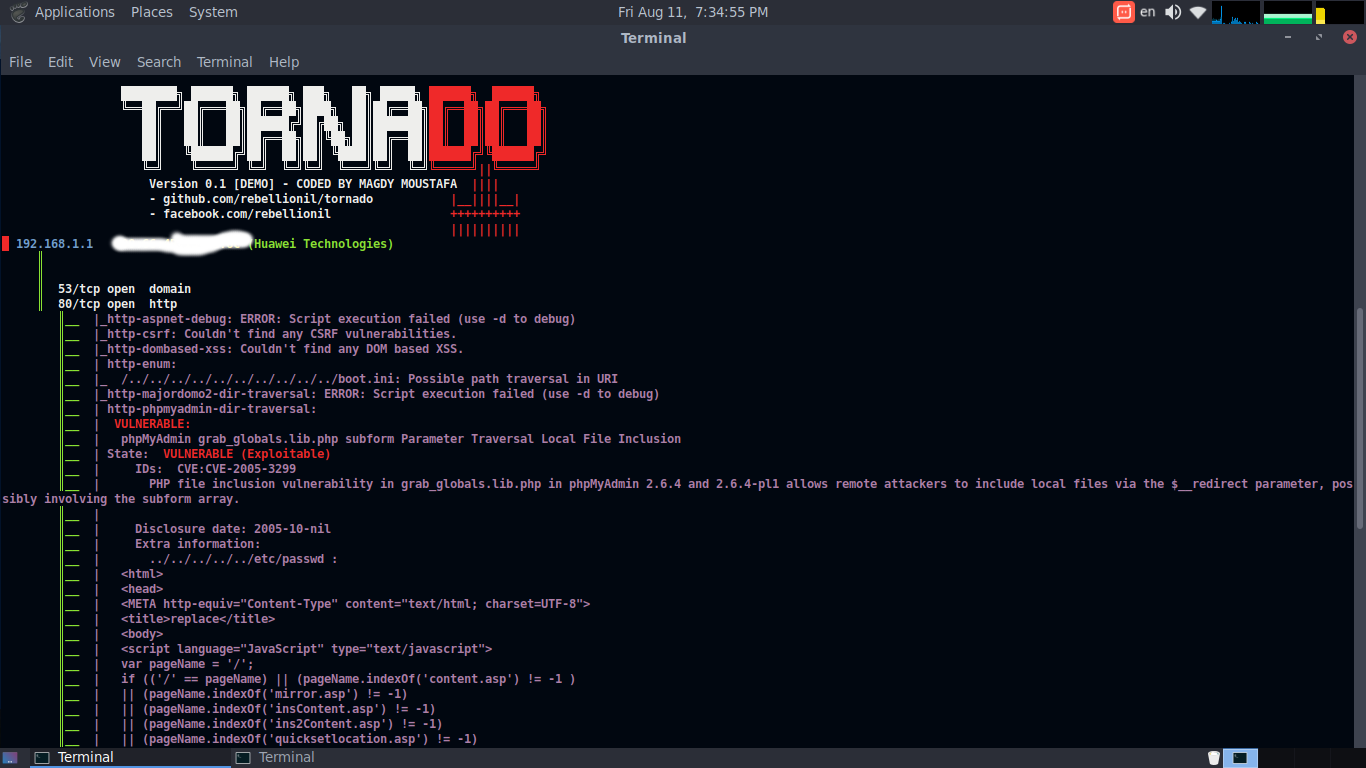 Applications Places System Fri Aug 11, 7:34:55 PM en
Terminal
File Edit View Search Terminal Help
TORNADO
Version 0.1 [DEMO] - CODED BY MAGDY MOUSTAFA ||||
- github.com/rebellionil/tornado |__||||__|
- facebook.com/rebellionil ++++++++++
||||||||||
192.168.1.1 (Huawei Technologies)
53/tcp open domain
80/tcp open http
|_http-aspnet-debug: ERROR: Script execution failed (use -d to debug)
|_http-csrf: Couldn't find any CSRF vulnerabilities.
|_http-dombased-xss: Couldn't find any DOM based XSS.
| http-enum:
|_ /../../../../../../../../../../boot.ini: Possible path traversal in URI
|_http-majordomo2-dir-traversal: ERROR: Script execution failed (use -d to debug)
| http-phpmyadmin-dir-traversal:
| VULNERABLE:
| phpMyAdmin grab_globals.lib.php subform Parameter Traversal Local File Inclusion
| State: VULNERABLE (Exploitable)
| IDs: CVE:CVE-2005-3299
| PHP file inclusion vulnerability in grab_globals.lib.php in phpMyAdmin 2.6.4 and 2.6.4-pl1 allows remote attackers to include local files via the $__redirect parameter, pos
sibly involving the subform array.
|
| Disclosure date: 2005-10-nil
| Extra information:
| ../../../../../etc/passwd :
| <html>
| <head>
| <META http-equiv="Content-Type" content="text/html; charset=UTF-8">
| <title>replace</title>
| <body>
| <script language="JavaScript" type="text/javascript">
| var pageName = '/';
| if (('/' == pageName) || (pageName.indexOf('content.asp') != -1 )
| || (pageName.indexOf('mirror.asp') != -1)
| || (pageName.indexOf('insContent.asp') != -1)
| || (pageName.indexOf('ins2Content.asp') != -1)
| || (pageName.indexOf('quicksetlocation.asp') != -1)
Terminal Terminal